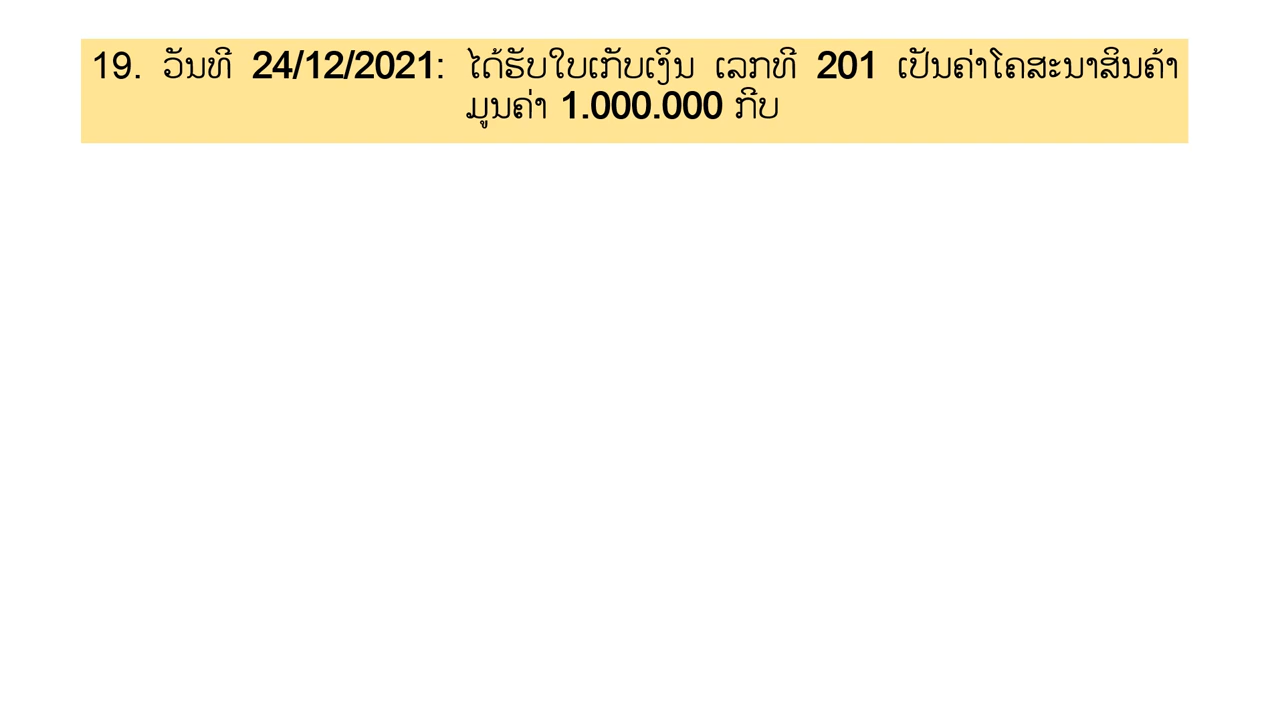 19. ວັນທີ 24/12/2021: ໄດ້ຮັບໃບເກັບເງິນ ເລກທີ 201 ເປັນຄ່າໂຄສະນາສິນຄ້າ
ມູນຄ່າ 1.000.000 ກີບ